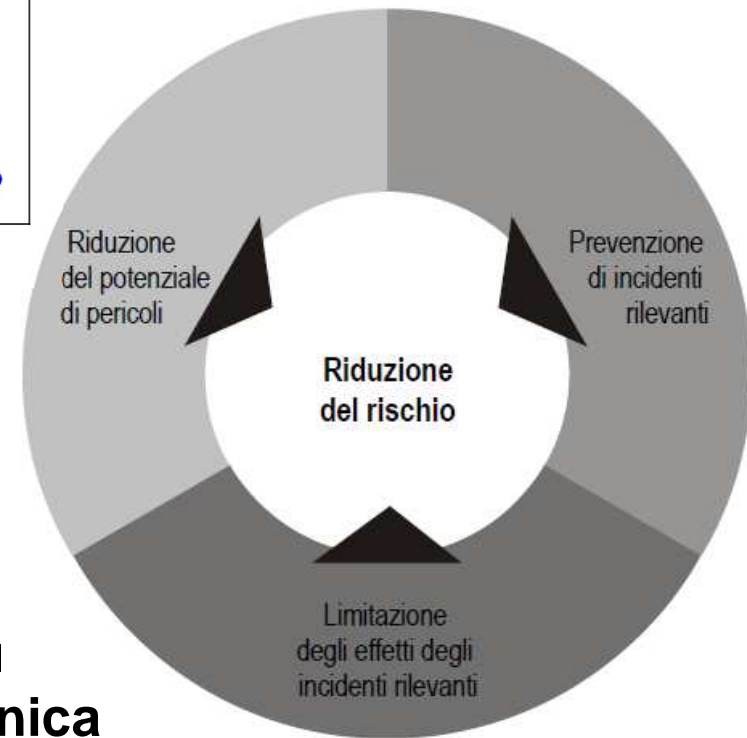 Riduzione
del potenziale
di pericoli
Prevenzione
di incidenti
rilevanti
Riduzione
del rischio
Limitazione
degli effetti degli
incidenti rilevanti
nica